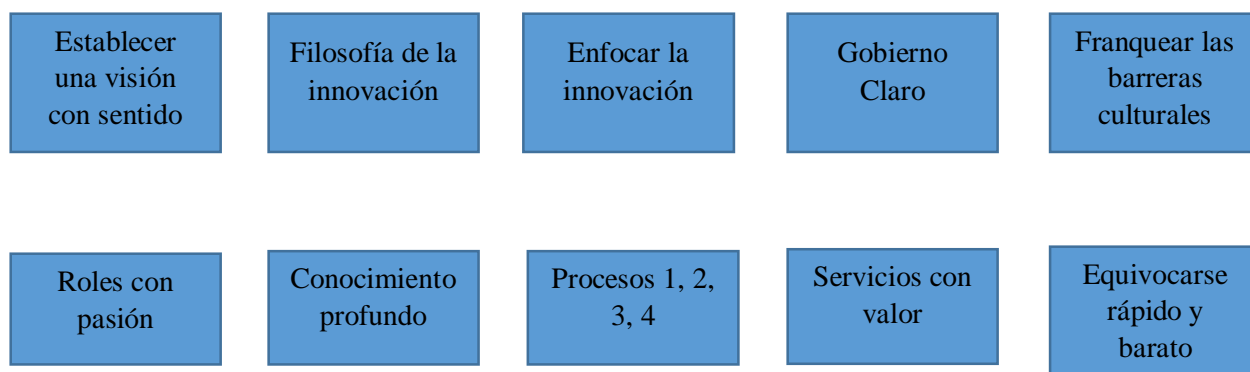 Establecer
una visión
con sentido
Filosofía de la
innovación
Enfocar la
innovación
Gobierno
Claro
Franquear las
barreras
culturales
Roles con
pasión
Conocimiento
profundo
Procesos 1, 2,
3, 4
Servicios con
valor
Equivocarse
rápido y
barato